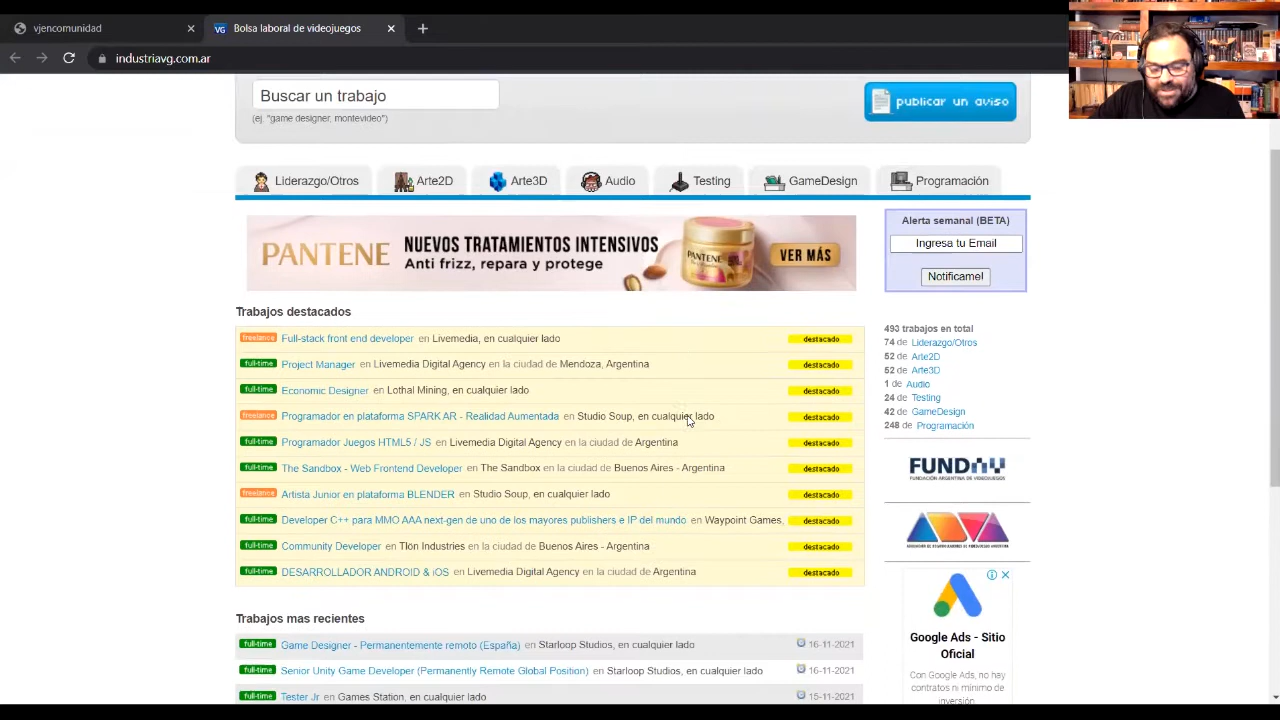 vjencomunidad
VG Bolsa laboral de videojuegos
industriavg.com.ar
Buscar un trabajo
(ej. "game designer, montevideo")
publicar un aviso
Liderazgo/Otros Arte2D Arte3D Audio Testing GameDesign Programación
PANTENE NUEVOS TRATAMIENTOS INTENSIVOS
Anti frizz, repara y protege
PANTENE
VER MÁS
Alerta semanal (BETA)
Ingresa tu Email
Notificame!
Trabajos destacados
freelance Full-stack front end developer en Livemedia, en cualquier lado destacado
full-time Project Manager en Livemedia Digital Agency en la ciudad de Mendoza, Argentina destacado
full-time Economic Designer en Lothal Mining, en cualquier lado destacado
freelance Programador en plataforma SPARK AR - Realidad Aumentada en Studio Soup, en cualquier lado destacado
full-time Programador Juegos HTML5 / JS en Livemedia Digital Agency en la ciudad de Argentina destacado
full-time The Sandbox - Web Frontend Developer en The Sandbox en la ciudad de Buenos Aires - Argentina destacado
freelance Artista Junior en plataforma BLENDER en Studio Soup, en cualquier lado destacado
full-time Developer C++ para MMO AAA next-gen de uno de los mayores publishers e IP del mundo en Waypoint Games, destacado
full-time Community Developer en Tlön Industries en la ciudad de Buenos Aires - Argentina destacado
full-time DESARROLLADOR ANDROID & iOS en Livemedia Digital Agency en la ciudad de Argentina destacado
493 trabajos en total
74 de Liderazgo/Otros
52 de Arte2D
52 de Arte3D
1 de Audio
24 de Testing
42 de GameDesign
248 de Programación
FUNDAV
FUNDACIÓN ARGENTINA DE VIDEOJUEGOS
ADVA
Google Ads - Sitio
Oficial
Con Google Ads, no hay
contratos ni mínimo de
inversión.
Trabajos mas recientes
full-time Game Designer - Permanentemente remoto (España) en Starloop Studios, en cualquier lado 16-11-2021
full-time Senior Unity Game Developer (Permanently Remote Global Position) en Starloop Studios, en cualquier lado 16-11-2021
full-time Tester Jr en Games Station, en cualquier lado 15-11-2021